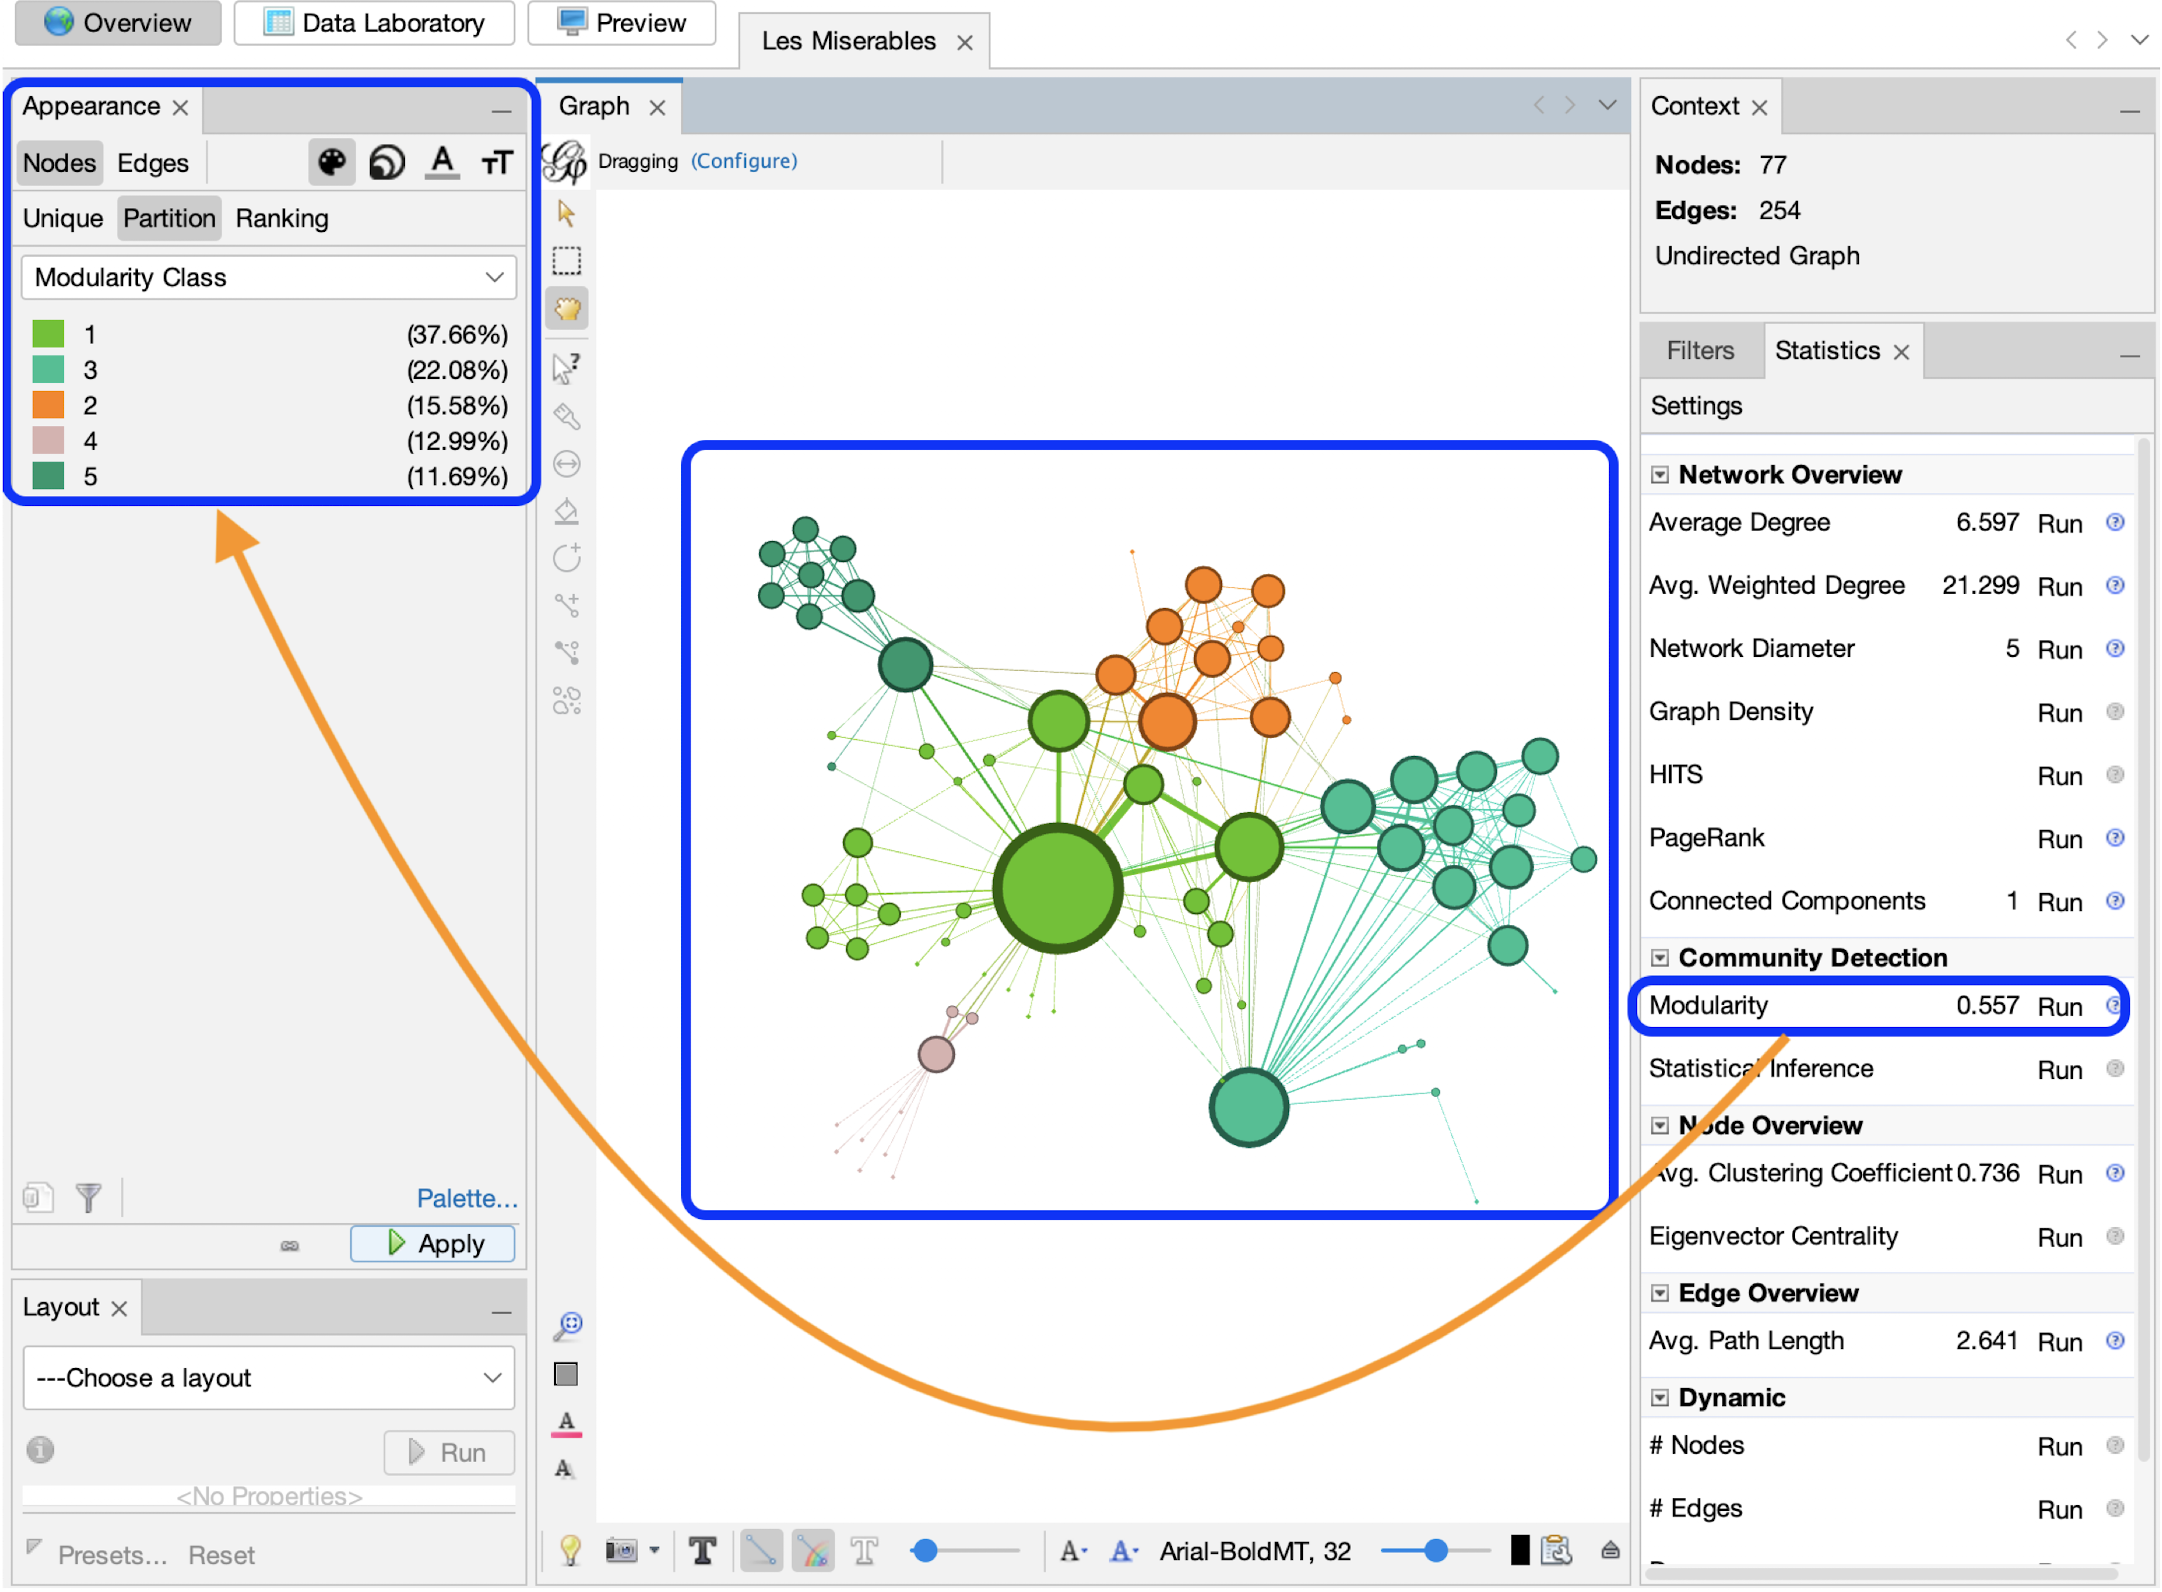 Overview
Data Laboratory
Preview
Les Miserables
Appearance
Nodes Edges
A
TT
Unique Partition Ranking
Modularity Class
1 (37.66%)
3 (22.08%)
2 (15.58%)
4 (12.99%)
5 (11.69%)
Palette...
Apply
Layout
---Choose a layout
Run
<No Properties>
Presets... Reset
Graph
Dragging (Configure)
A
A
T
T
A
A
Arial-BoldMT, 32
Context
Nodes: 77
Edges: 254
Undirected Graph
Filters Statistics
Settings
Network Overview
Average Degree 6.597 Run ?
Avg. Weighted Degree 21.299 Run ?
Network Diameter 5 Run ?
Graph Density Run ?
HITS Run ?
PageRank Run ?
Connected Components 1 Run ?
Community Detection
Modularity 0.557 Run ?
Statistical Inference Run ?
Node Overview
Avg. Clustering Coefficient 0.736 Run ?
Eigenvector Centrality Run ?
Edge Overview
Avg. Path Length 2.641 Run ?
Dynamic
# Nodes Run ?
# Edges Run ?